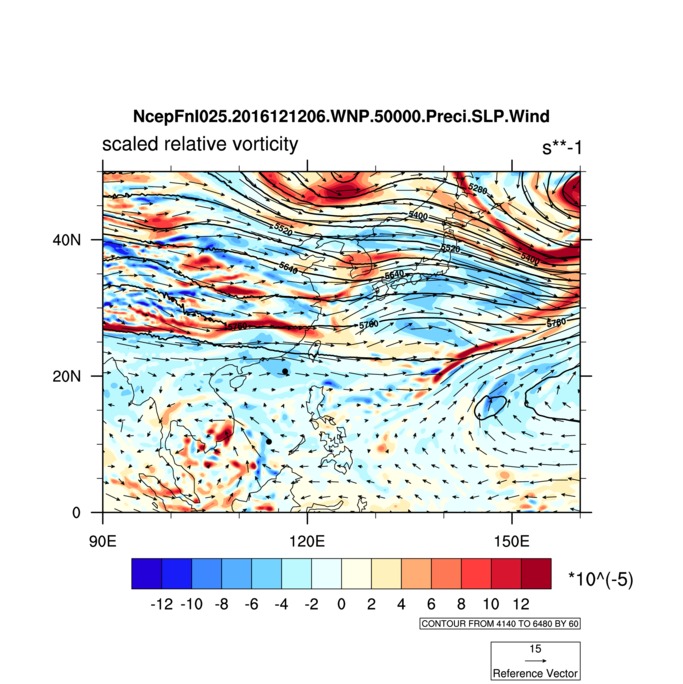 NcepFnl025.2016121206.WNP.50000.Preci.SLP.Wind
scaled relative vorticity
s**-1
5280
5400
5520
5520
5400
5640
5640
5760
5760
40N
20N
0
90E
120E
150E
-12 -10 -8 -6 -4 -2 0 2 4 6 8 10 12
*10^(-5)
CONTOUR FROM 4140 TO 6480 BY 60
15
Reference Vector